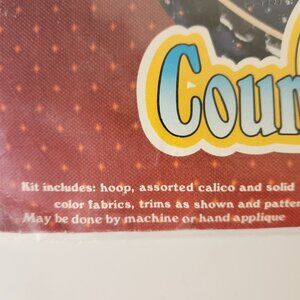 Coun
Kit includes: hoop, assorted calico and solid
color fabrics, trims as shown and patter
May be done by machine or hand applique